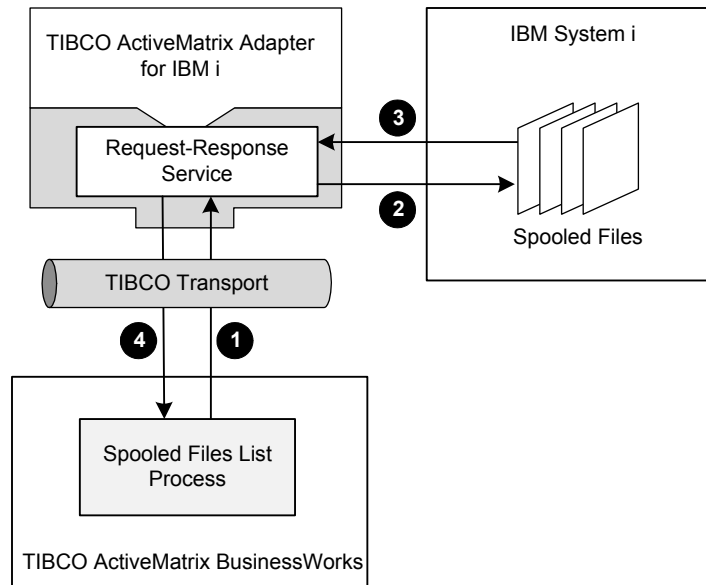 TIBCO ActiveMatrix Adapter
for IBM i
IBM System i
Request-Response
Service
3
2
Spooled Files
TIBCO Transport
4
1
Spooled Files List
Process
TIBCO ActiveMatrix BusinessWorks